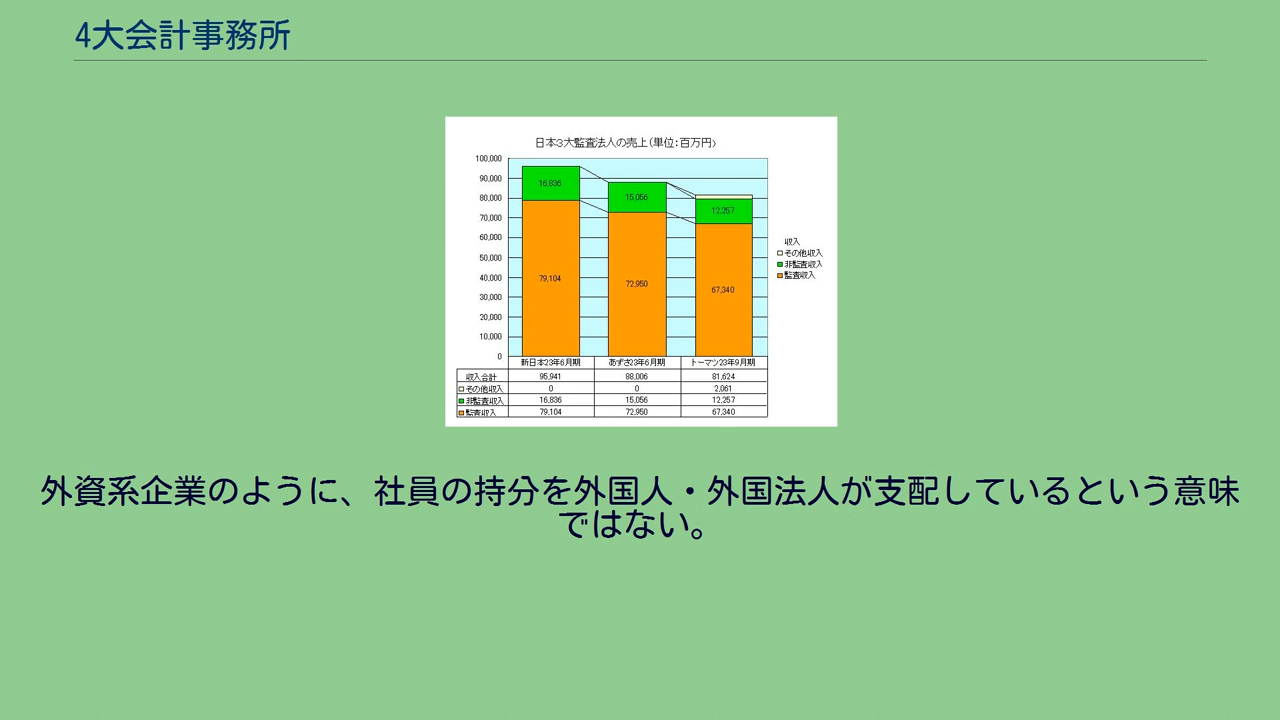 4大会計事務所
日本3大監査法人の売上(単位:百万円)
100,000
90,000
80,000
70,000
60,000
50,000
40,000
30,000
20,000
10,000
0
16,836
15,056
12,257
79,104
72,950
67,340
収入
その他収入
非監査収入
監査収入
新日本23年6月期 あずさ23年6月期 トーマツ23年9月期
収入合計 95,941 88,006 81,624
その他収入 0 0 2,061
非監査収入 16,836 15,056 12,257
監査収入 79,104 72,950 67,340
外資系企業のように、社員の持分を外国人・外国法人が支配しているという意味
ではない。